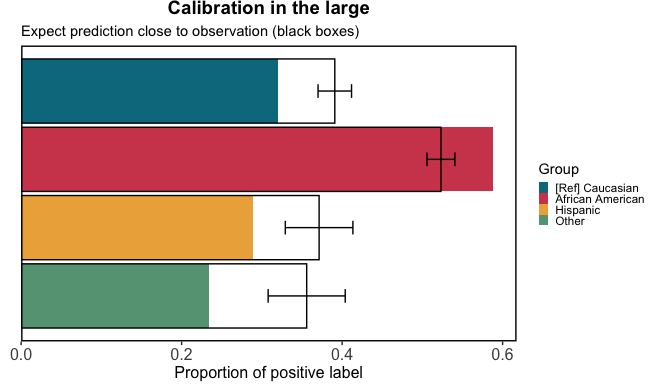 Calibration in the large
Expect prediction close to observation (black boxes)
Group
[Ref] Caucasian
African American
Hispanic
Other
0.0 0.2 0.4 0.6
Proportion of positive label